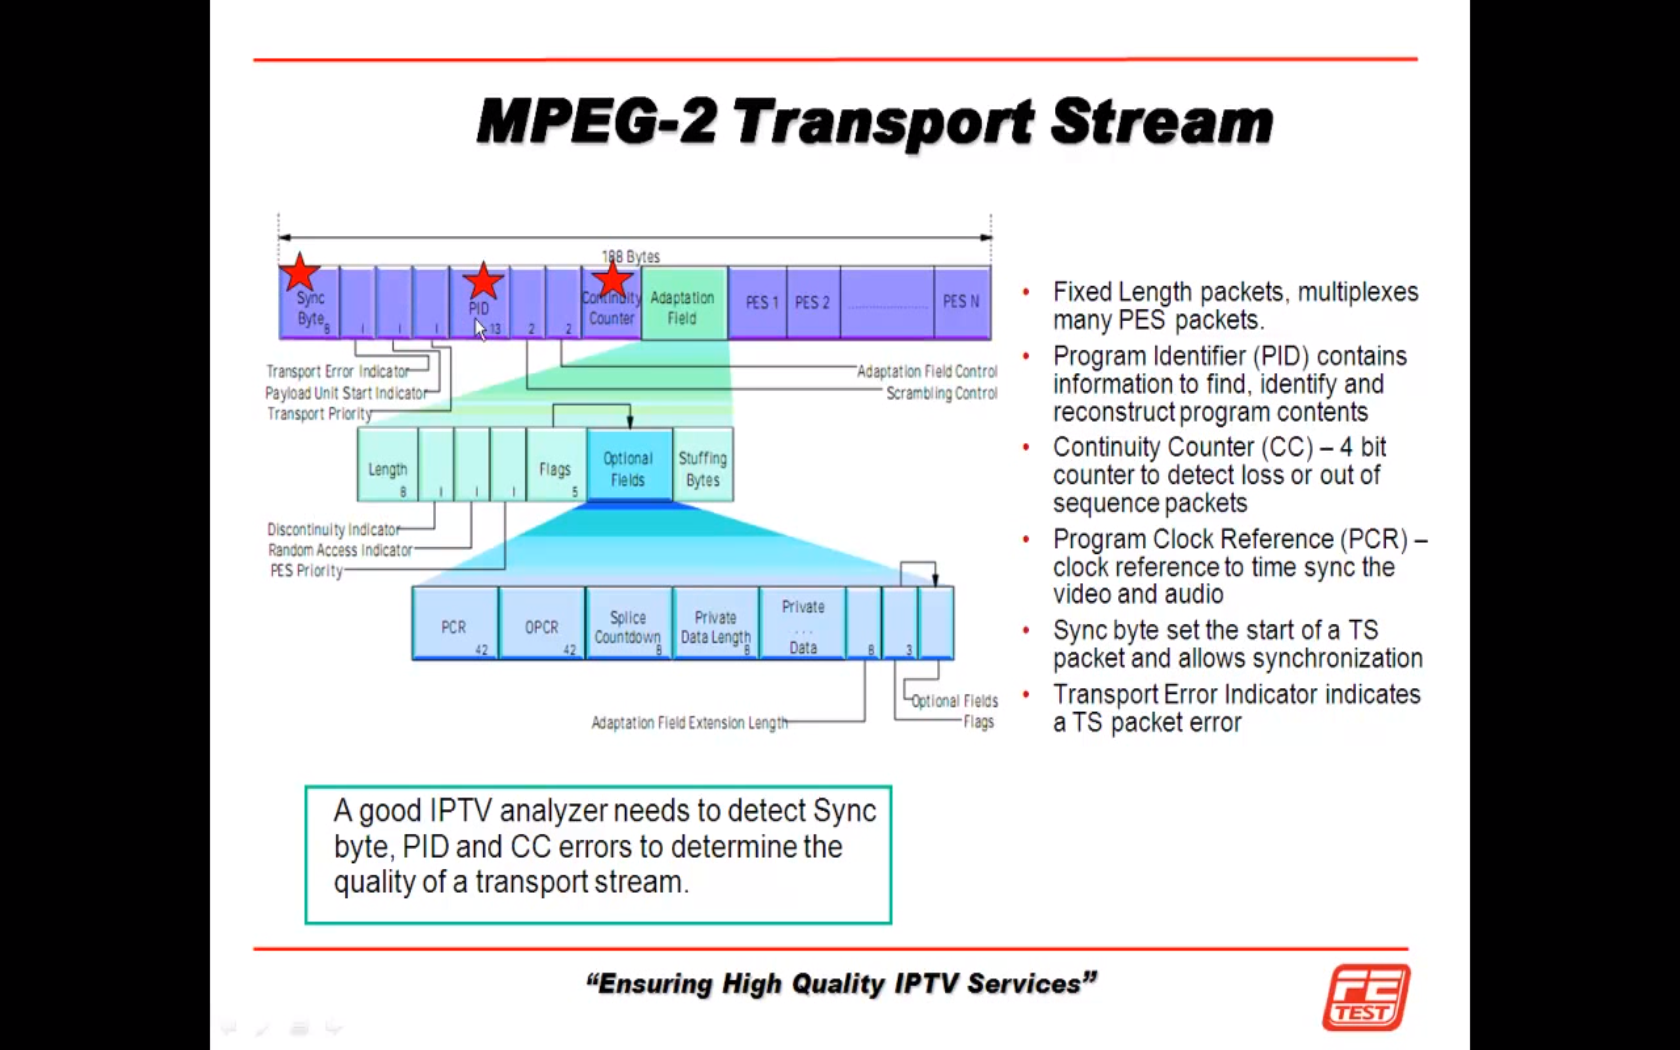 MPEG-2 Transport Stream
188 Bytes
Sync
Byte
8
1
1
1
PID
13
2
2
Continuity
Counter
Adaptation
Field
PES 1
PES 2
PES N
Transport Error Indicator
Payload Unit Start Indicator
Transport Priority
Adaptation Field Control
Scrambling Control
Length
8
1
1
1
Flags
5
Optional
Fields
Stuffing
Bytes
Discontinuity Indicator
Random Access Indicator
PES Priority
PCR
42
OPCR
42
Splice
Countdown
8
Private
Data Length
8
Private
...
Data
8
3
Optional Fields
Flags
Adaptation Field Extension Length
• Fixed Length packets, multiplexes
many PES packets.
• Program Identifier (PID) contains
information to find, identify and
reconstruct program contents
• Continuity Counter (CC) – 4 bit
counter to detect loss or out of
sequence packets
• Program Clock Reference (PCR) –
clock reference to time sync the
video and audio
• Sync byte set the start of a TS
packet and allows synchronization
• Transport Error Indicator indicates
a TS packet error
A good IPTV analyzer needs to detect Sync
byte, PID and CC errors to determine the
quality of a transport stream.
“Ensuring High Quality IPTV Services”
FE
TEST